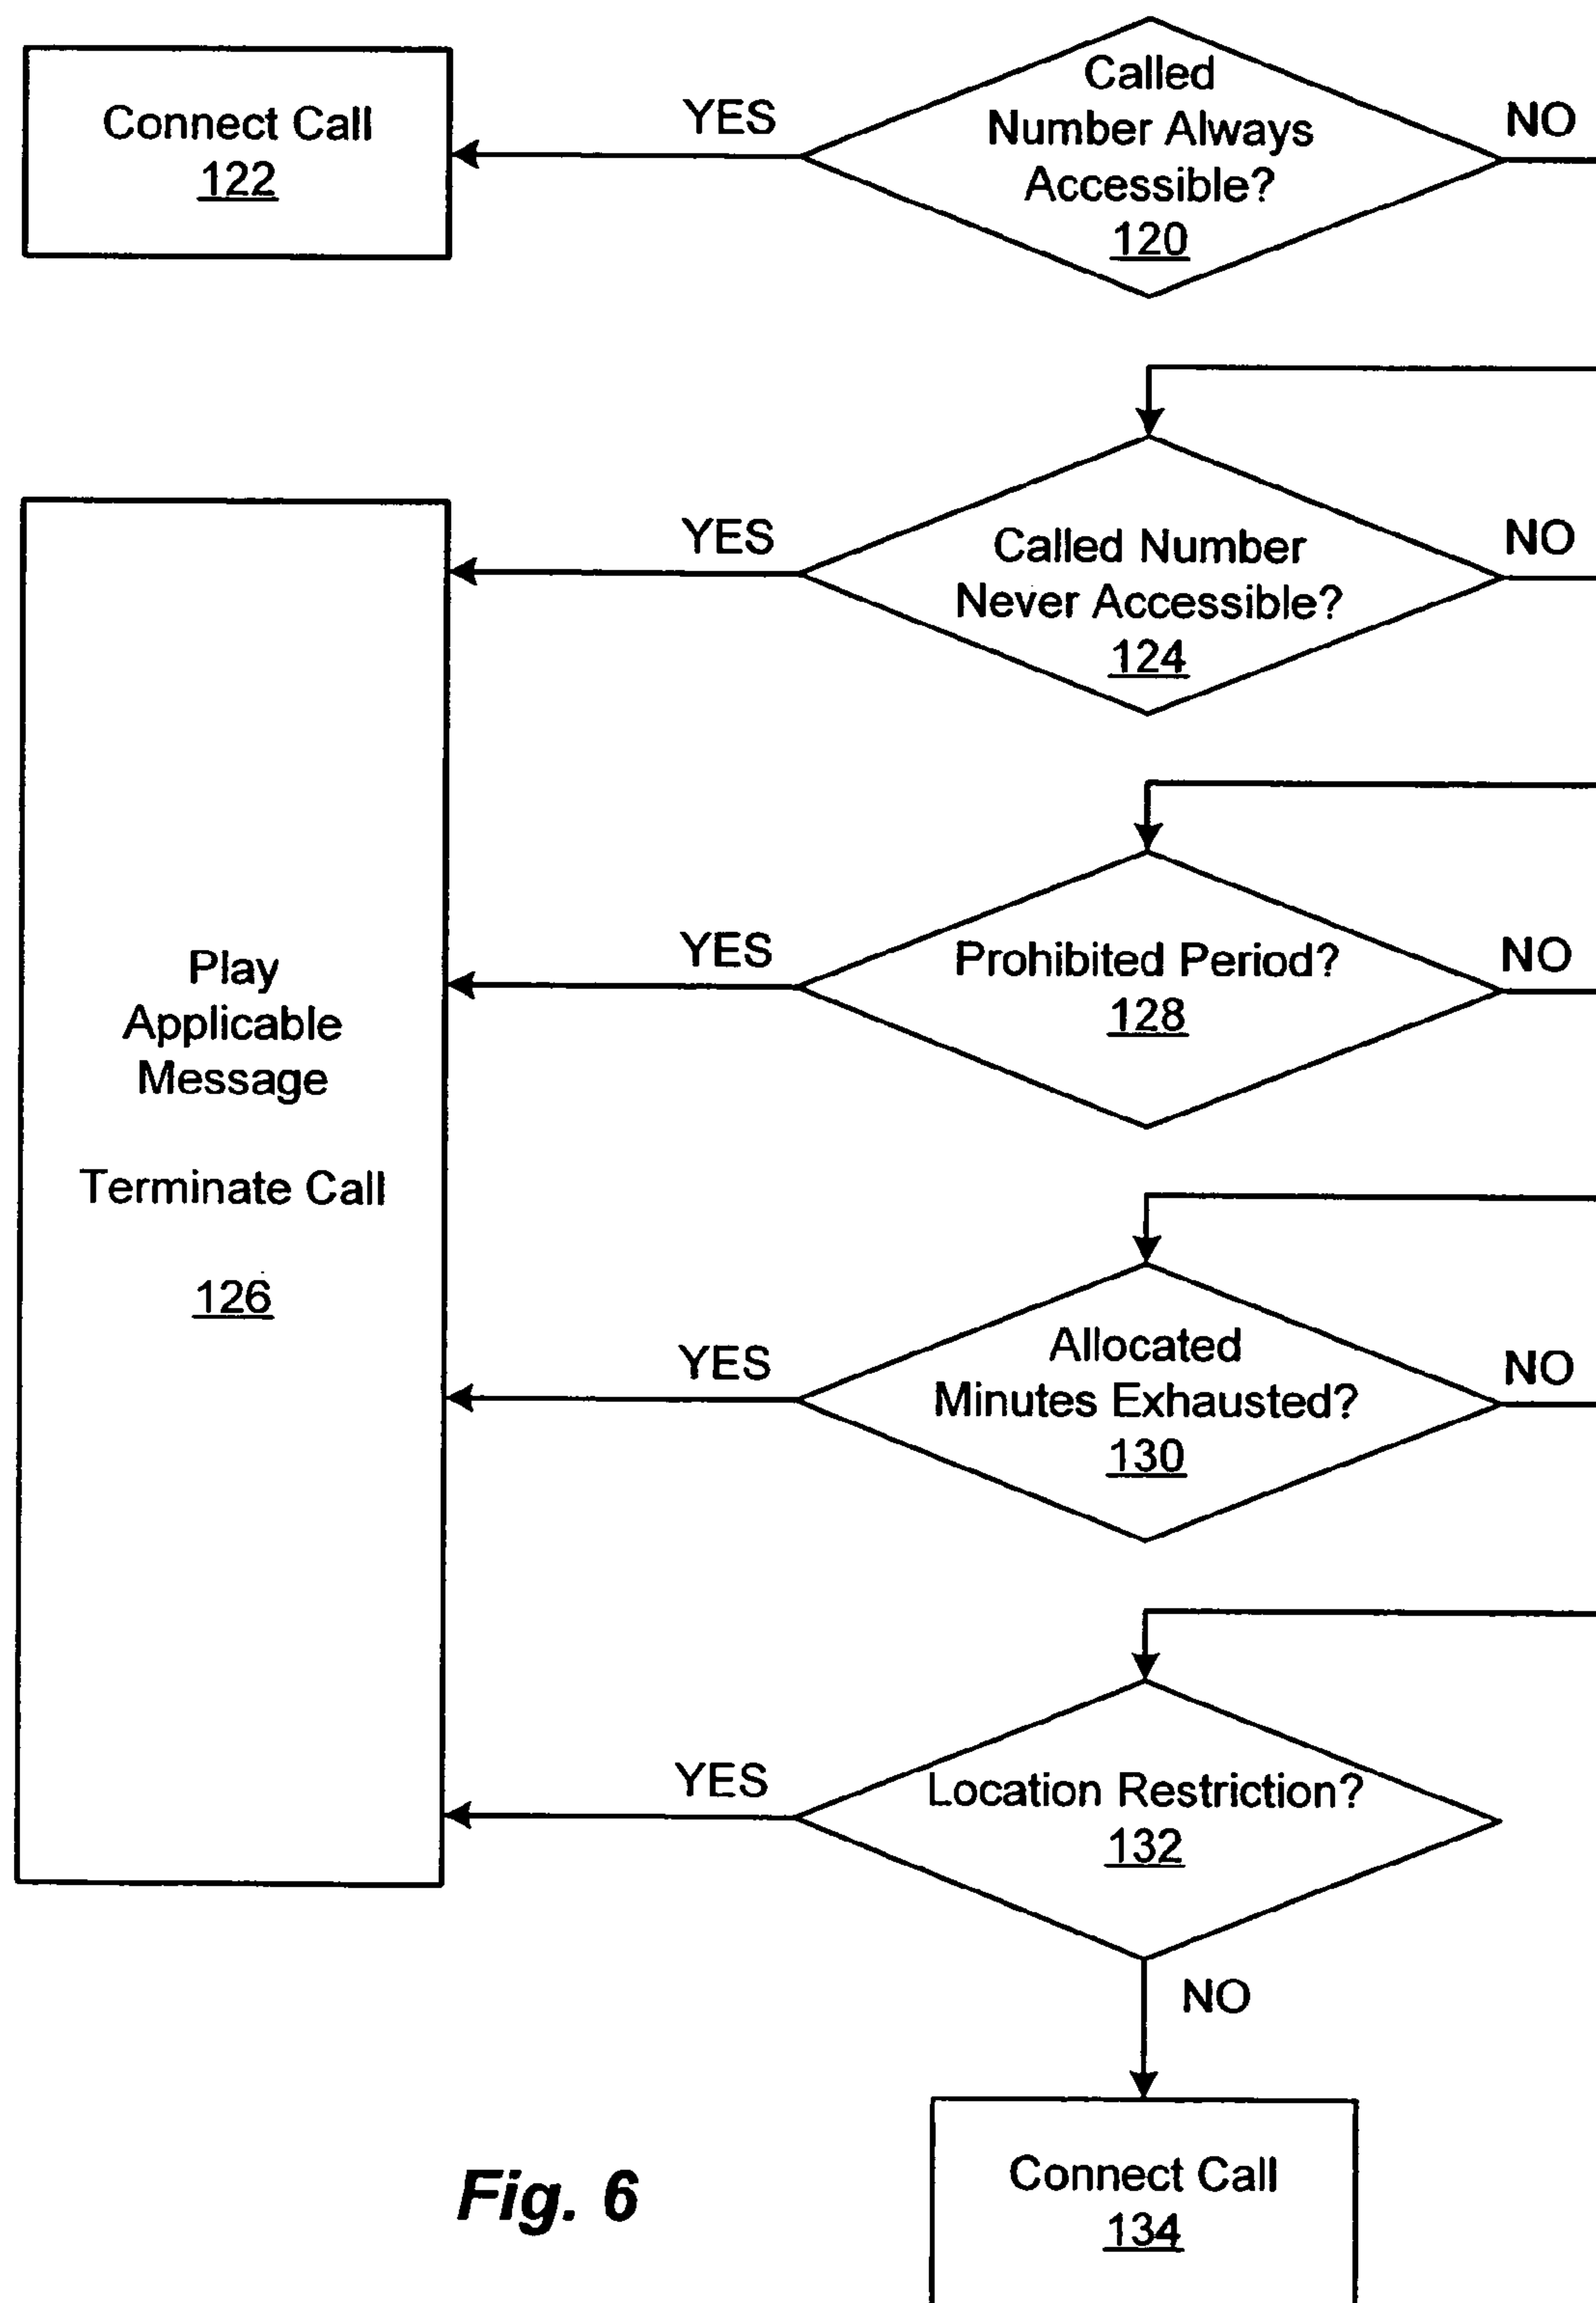 Connect Call
122
YES
Called
Number Always
Accessible?
120
NO
YES
Called Number
Never Accessible?
124
NO
Play
Applicable
Message
Terminate Call
126
YES
Prohibited Period?
128
NO
YES
Allocated
Minutes Exhausted?
130
NO
YES
Location Restriction?
132
NO
Connect Call
134
Fig. 6